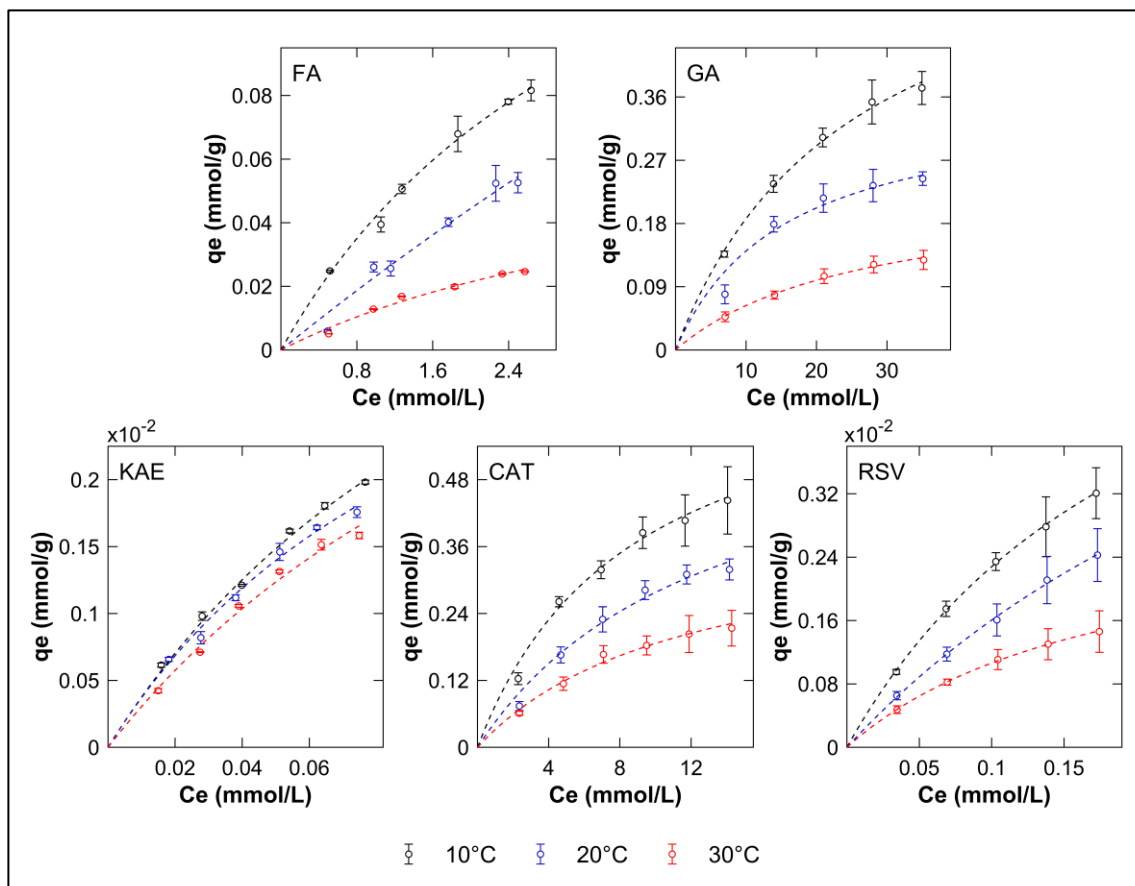 FA
qe (mmol/g)
0.08
0.06
0.04
0.02
0
0.8 1.6 2.4
Ce (mmol/L)
GA
qe (mmol/g)
0.36
0.27
0.18
0.09
0
10 20 30
Ce (mmol/L)
x10-2
KAE
qe (mmol/g)
0.2
0.15
0.1
0.05
0
0.02 0.04 0.06
Ce (mmol/L)
CAT
qe (mmol/g)
0.48
0.36
0.24
0.12
0
4 8 12
Ce (mmol/L)
x10-2
RSV
qe (mmol/g)
0.32
0.24
0.16
0.08
0
0.05 0.1 0.15
Ce (mmol/L)
10°C 20°C 30°C